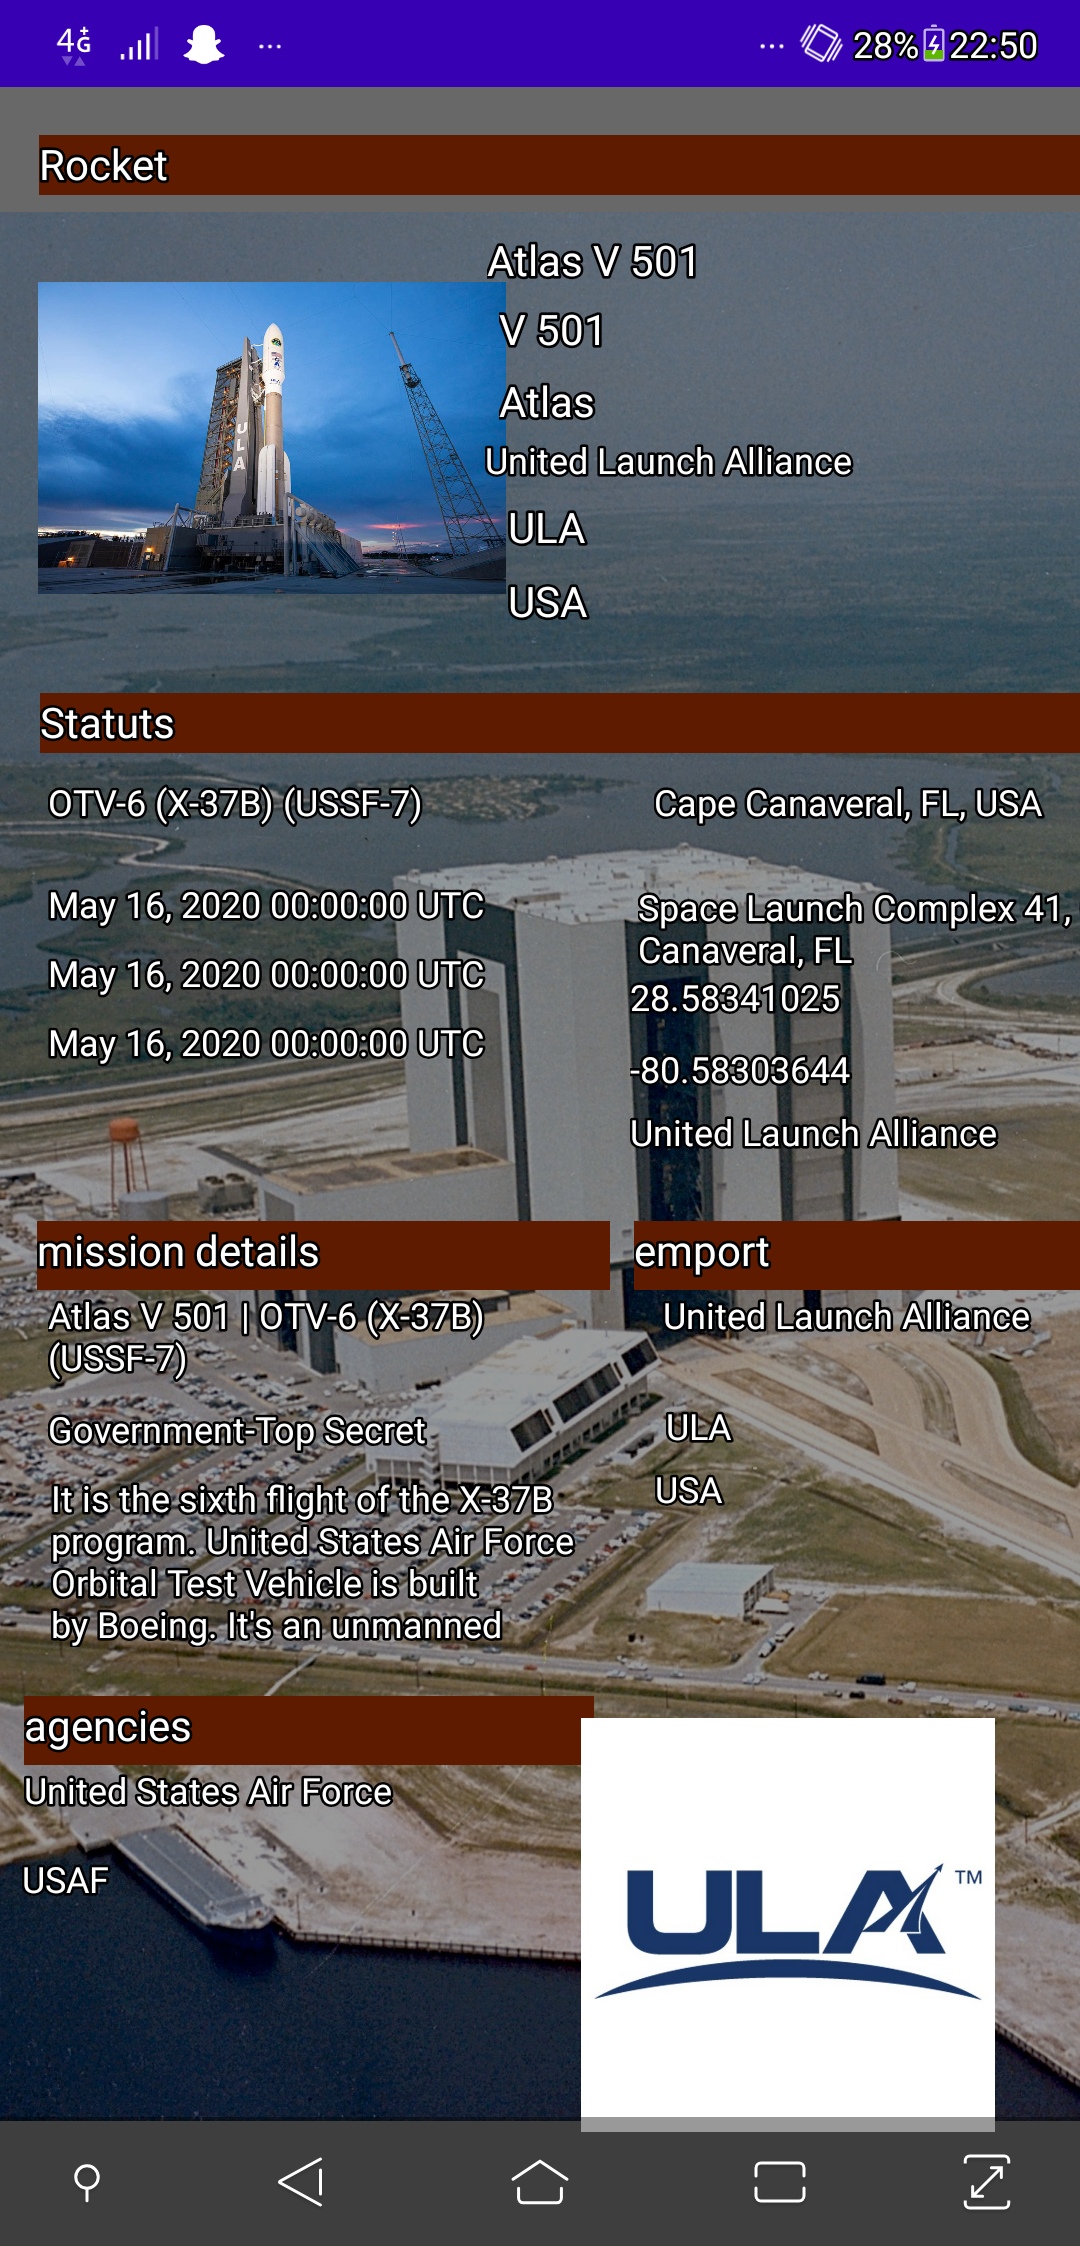 4G+
... 
... 28% 22:50
Rocket
Atlas V 501
V 501
Atlas
United Launch Alliance
ULA
USA
ULA
Statuts
OTV-6 (X-37B) (USSF-7)
Cape Canaveral, FL, USA
May 16, 2020 00:00:00 UTC
Space Launch Complex 41,
Canaveral, FL
May 16, 2020 00:00:00 UTC
28.58341025
May 16, 2020 00:00:00 UTC
-80.58303644
United Launch Alliance
mission details
emport
Atlas V 501 | OTV-6 (X-37B)
(USSF-7)
United Launch Alliance
Government-Top Secret
ULA
USA
It is the sixth flight of the X-37B
program. United States Air Force
Orbital Test Vehicle is built
by Boeing. It's an unmanned
agencies
United States Air Force
USAF
ULA™